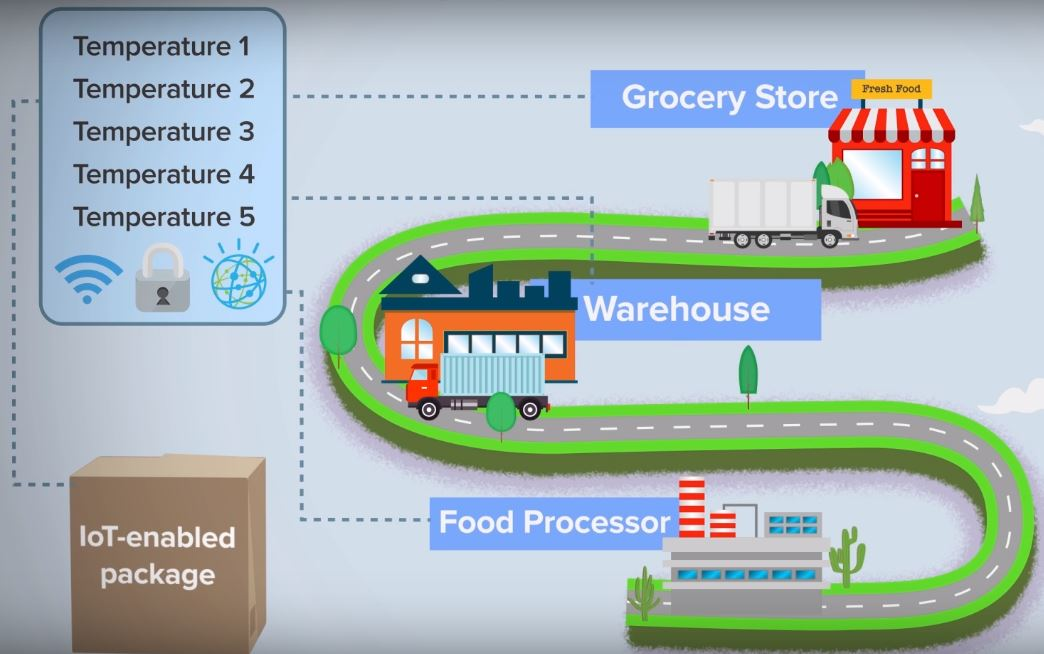 Temperature 1
Temperature 2
Temperature 3
Temperature 4
Temperature 5
Grocery Store
Fresh Food
Warehouse
Food Processor
IoT-enabled
package